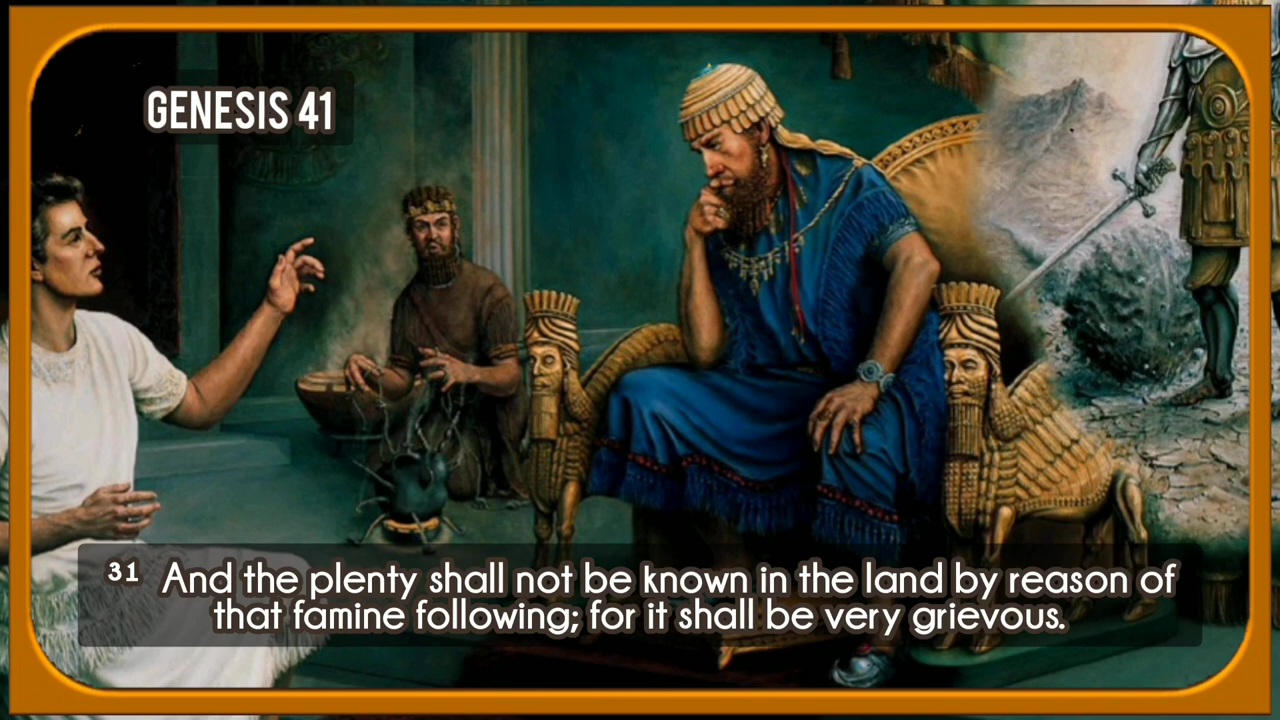 GENESIS 41
31 And the plenty shall not be known in the land by reason of
that famine following; for it shall be very grievous.